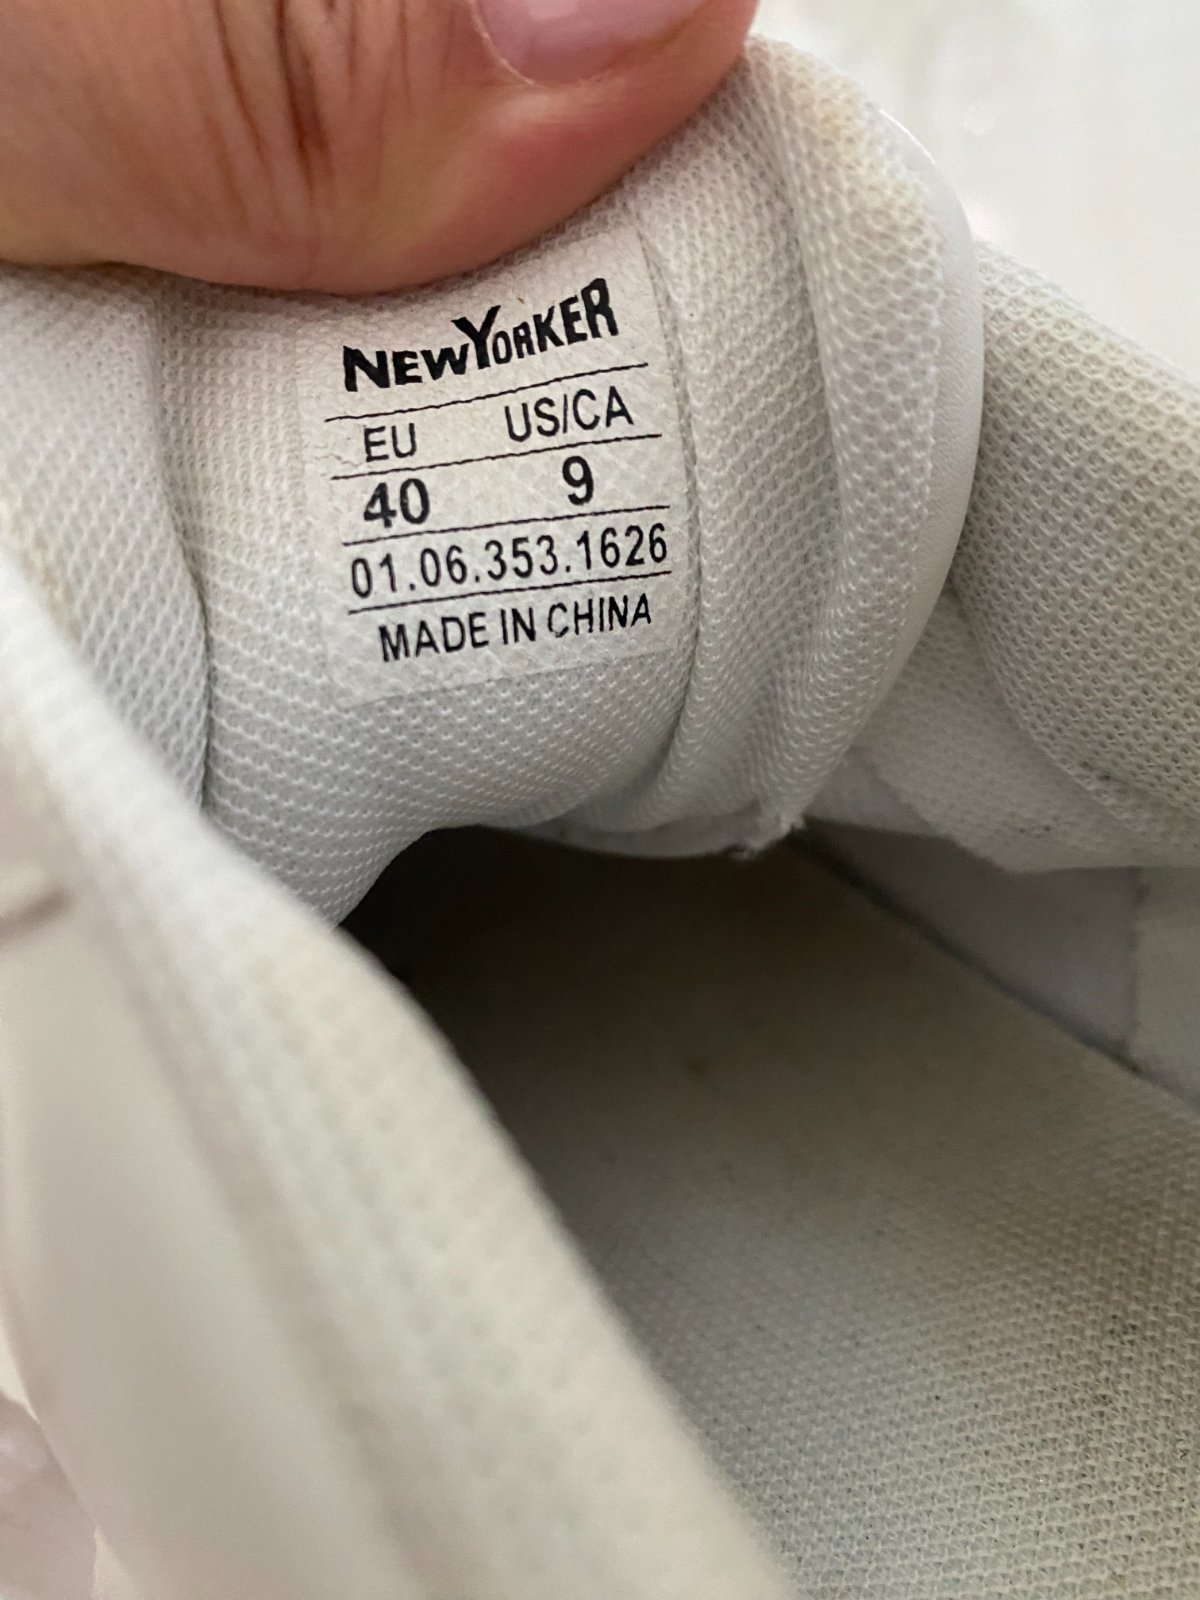 NEWYORKER
EU US/CA
40 9
01.06.353.1626
MADE IN CHINA